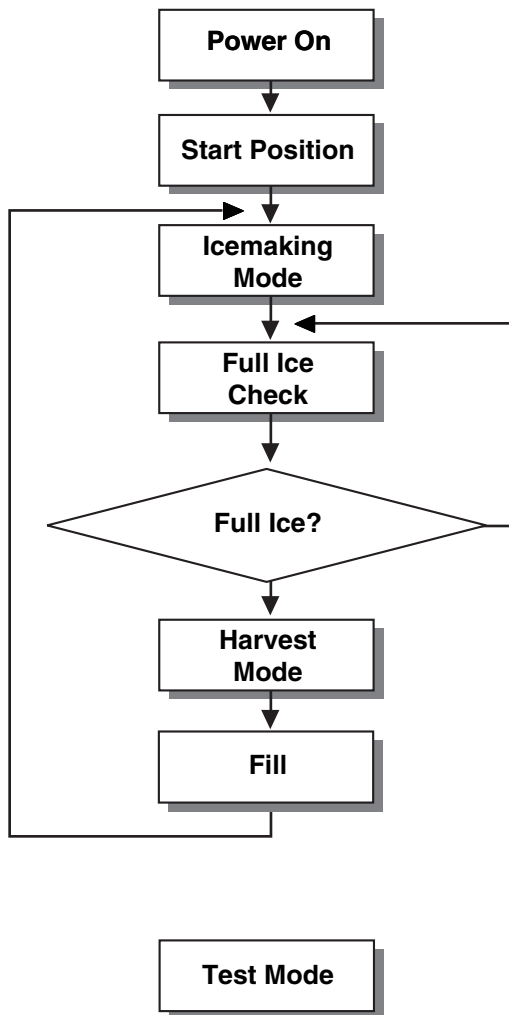 Power On
Start Position
Icemaking
Mode
Full Ice
Check
Full Ice?
Harvest
Mode
Fill
Test Mode